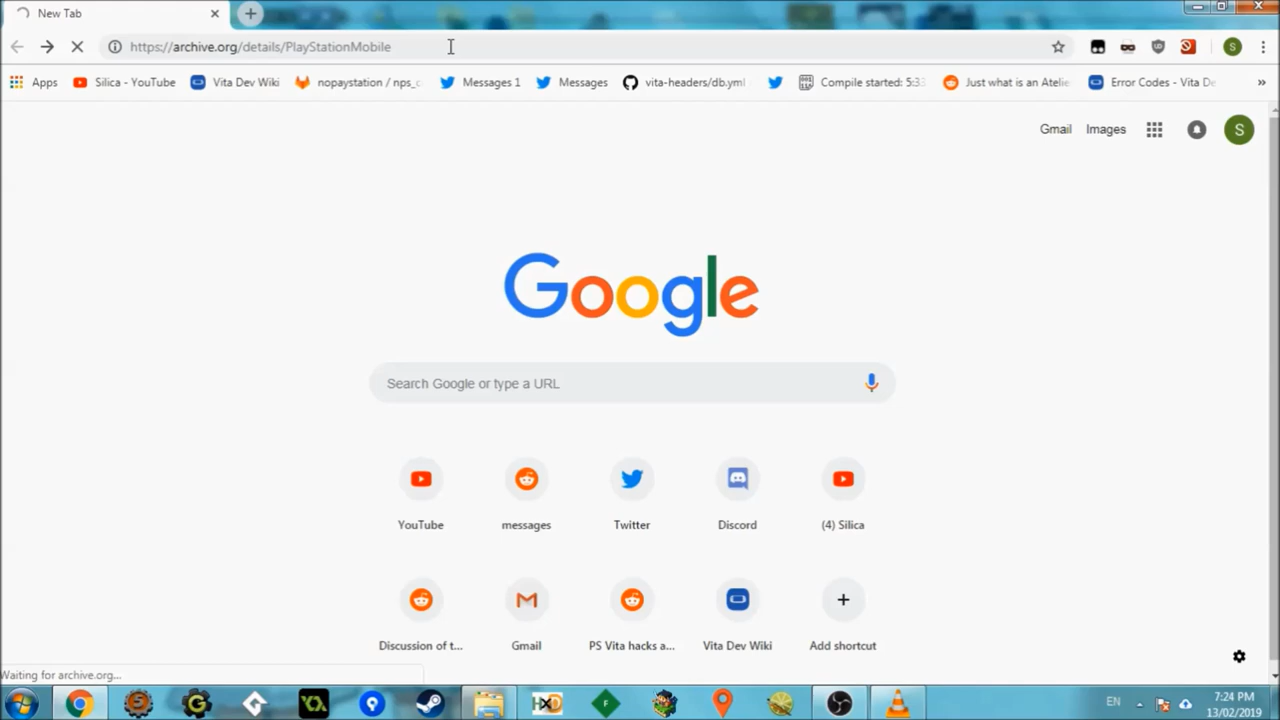 New Tab
https://archive.org/details/PlayStationMobile
S
Apps
Silica - YouTube
Vita Dev Wiki
nopaystation / nps_c
Messages 1
Messages
vita-headers/db.yml
Compile started: 5:33
Just what is an Atelie
Error Codes - Vita De
»
Gmail
Images
S
Google
Search Google or type a URL
YouTube
messages
Twitter
Discord
(4) Silica
Discussion of t...
Gmail
PS Vita hacks a...
Vita Dev Wiki
Add shortcut
Waiting for archive.org...
EN
7:24 PM
13/02/2019